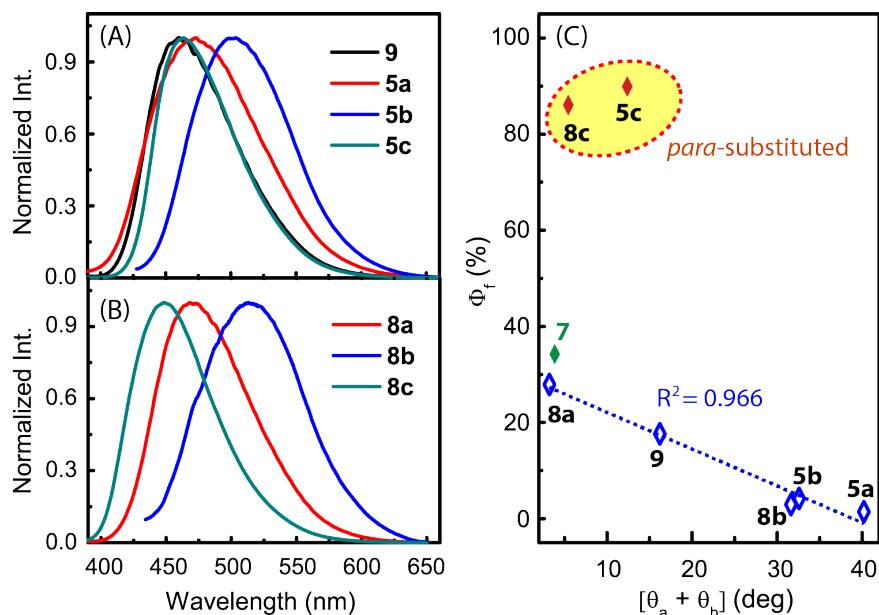 (A)
9
5a
5b
5c
Normalized Int.
1.0
0.9
0.6
0.3
0.0
(B)
8a
8b
8c
Normalized Int.
0.9
0.6
0.3
0.0
400 450 500 550 600 650
Wavelength (nm)
(C)
100
80
60
40
20
0
Φf (%)
8c
5c
para-substituted
7
8a
R² = 0.966
9
5b
8b
5a
10 20 30 40
[θa + θb] (deg)